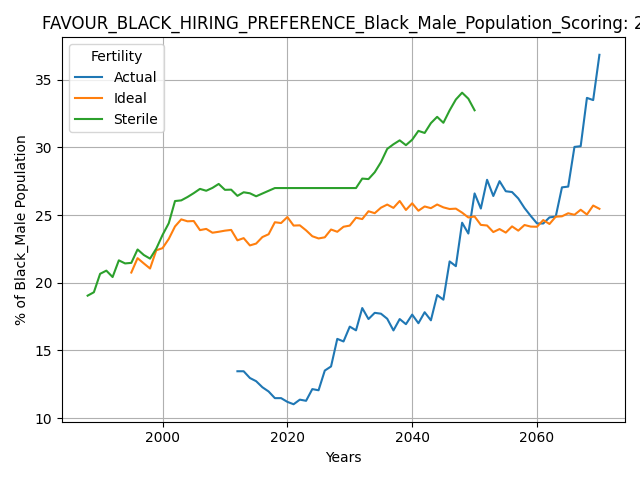 FAVOUR_BLACK_HIRING_PREFERENCE_Black_Male_Population_Scoring: 2
Fertility
Actual
Ideal
Sterile
% of Black_Male Population
35
30
25
20
15
10
2000 2020 2040 2060
Years